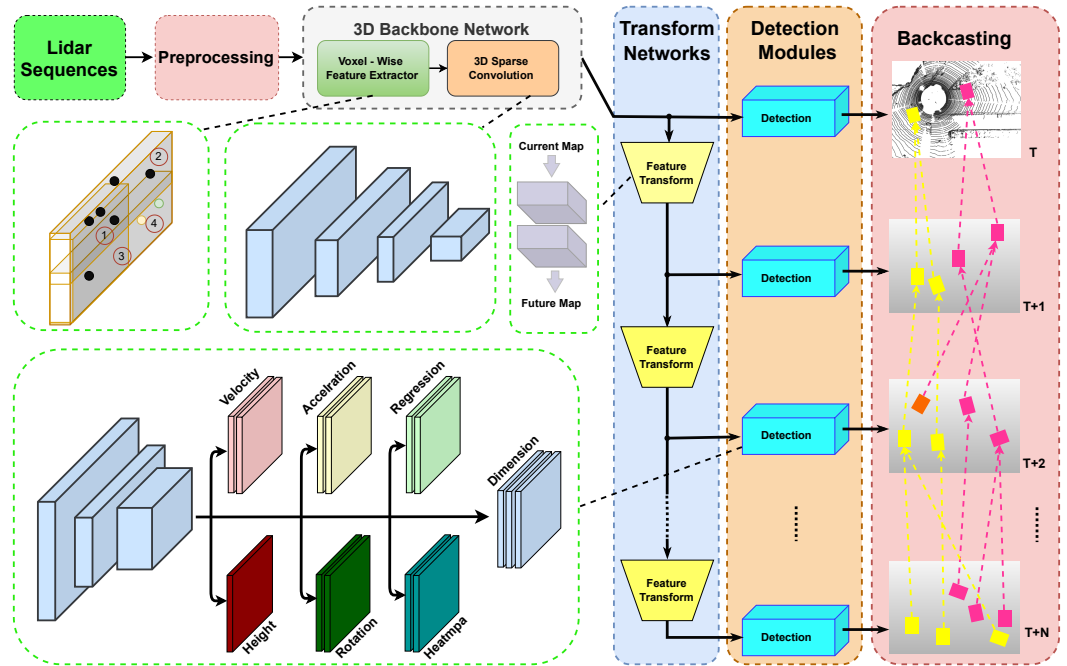 Lidar
Sequences
Preprocessing
3D Backbone Network
Voxel - Wise
Feature Extractor
3D Sparse
Convolution
Transform
Networks
Detection
Modules
Backcasting
2
1
4
3
Current Map
Future Map
Feature
Transform
Feature
Transform
Feature
Transform
Detection
Detection
Detection
Detection
T
T+1
T+2
T+N
Velocity
Accelration
Regression
Dimension
Height
Rotation
Heatmpa